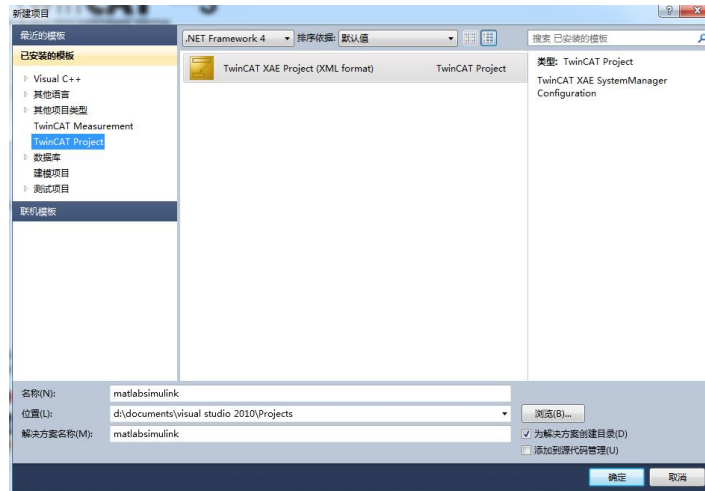 新建项目
最近的模板
.NET Framework 4
排序依据: 默认值
搜索 已安装的模板
已安装的模板
Visual C++
其他语言
其他项目类型
TwinCAT Measurement
TwinCAT Project
数据库
建模项目
测试项目
联机模板
TwinCAT XAE Project (XML format)
TwinCAT Project
类型: TwinCAT Project
TwinCAT XAE SystemManager
Configuration
名称(N):
matlabsimulink
位置(L):
d:\documents\visual studio 2010\Projects
浏览(B)...
解决方案名称(M):
matlabsimulink
为解决方案创建目录(D)
添加到源代码管理(U)
确定
取消